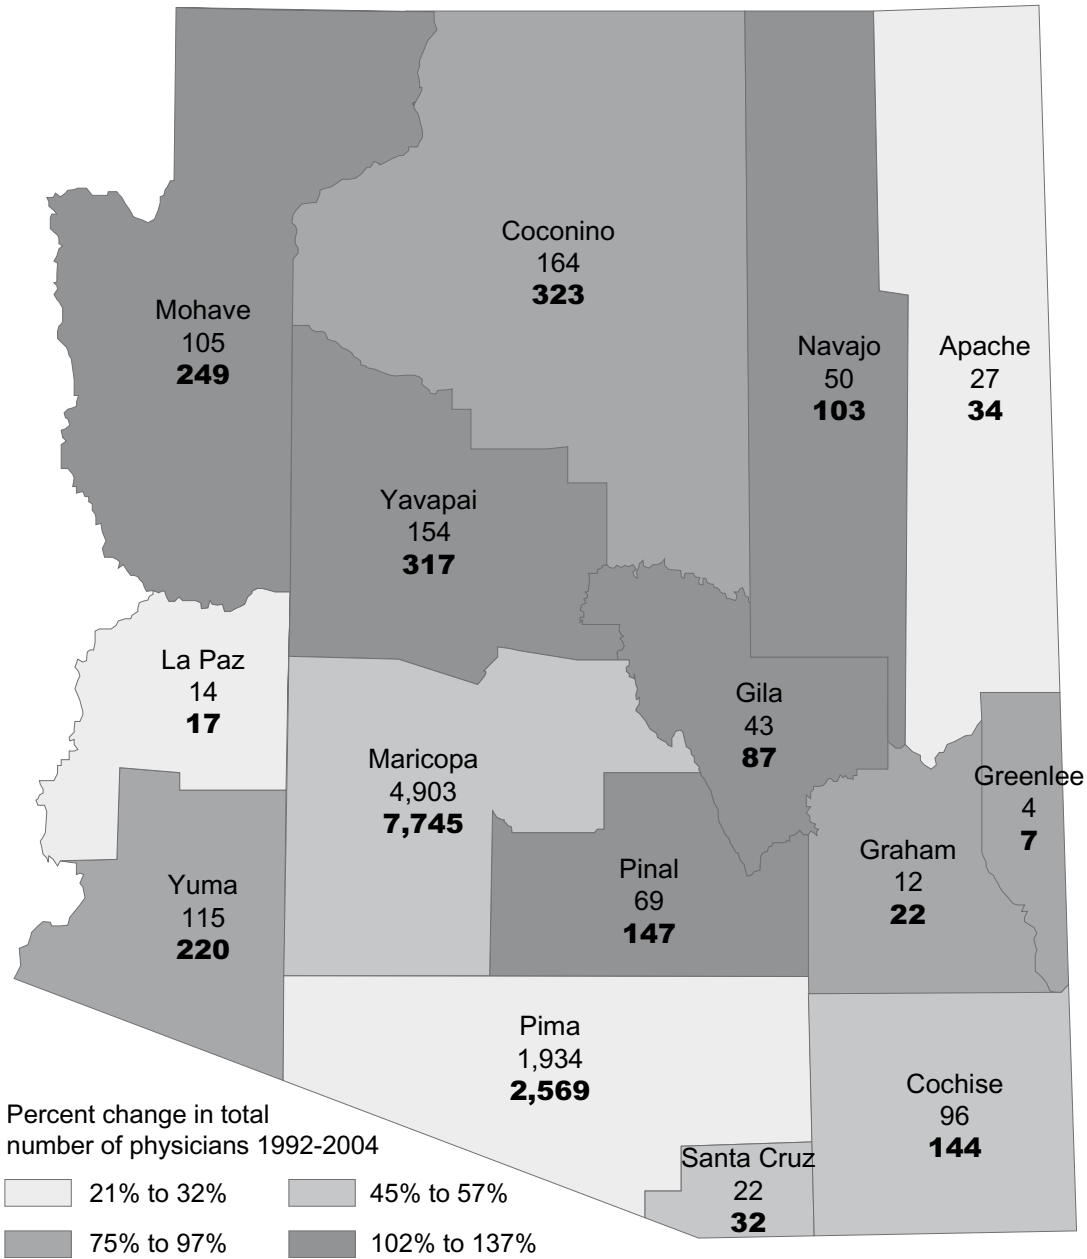 Coconino
164
323
Mohave
105
249
Navajo
50
103
Apache
27
34
Yavapai
154
317
La Paz
14
17
Gila
43
87
Maricopa
4,903
7,745
Greenlee
4
7
Graham
12
22
Pinal
69
147
Yuma
115
220
Pima
1,934
2,569
Cochise
96
144
Santa Cruz
22
32
Percent change in total
number of physicians 1992-2004
21% to 32%
45% to 57%
75% to 97%
102% to 137%